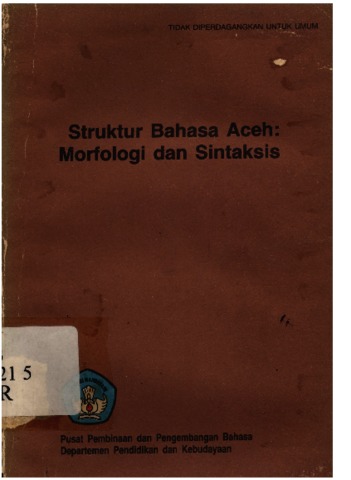 TIDAK DIPERDAGANGKAN UNTUK UMUM
Struktur Bahasa Aceh:
Morfologi dan Sintaksis
215
R
Pusat Pembinaan dan Pengembangan Bahasa
Departemen Pendidikan dan Kebudayaan